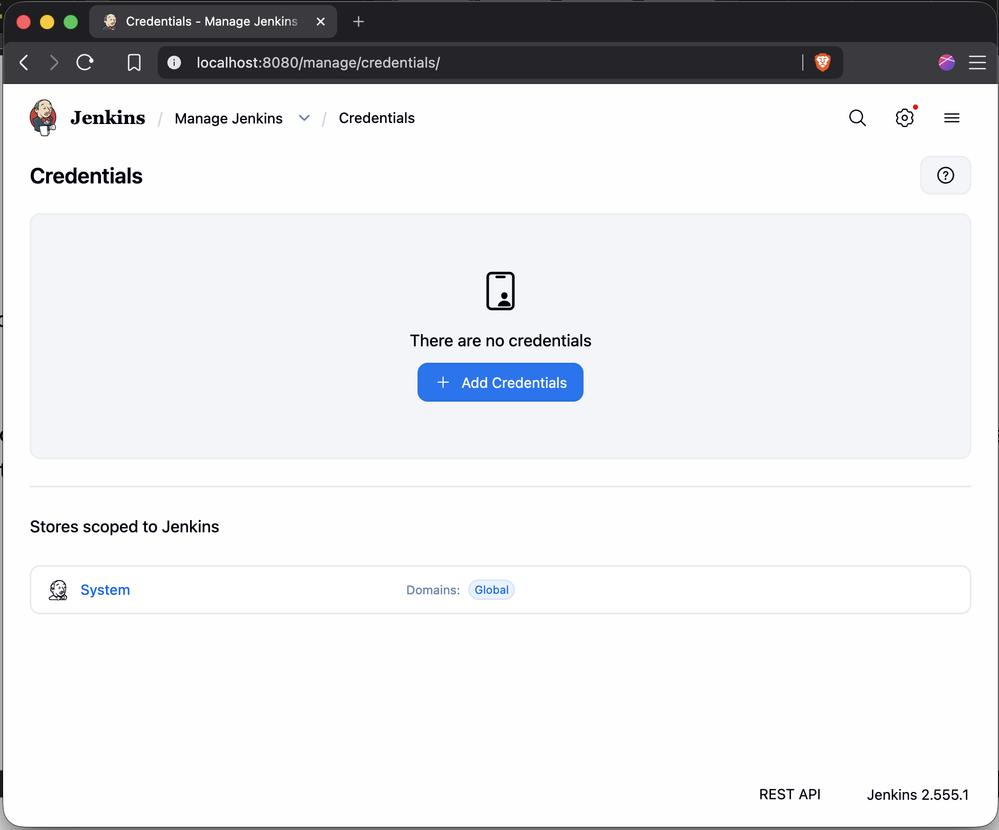 Credentials - Manage Jenkins
localhost:8080/manage/credentials/
Jenkins / Manage Jenkins / Credentials
Credentials
There are no credentials
+ Add Credentials
Stores scoped to Jenkins
System Domains: Global
REST API Jenkins 2.555.1